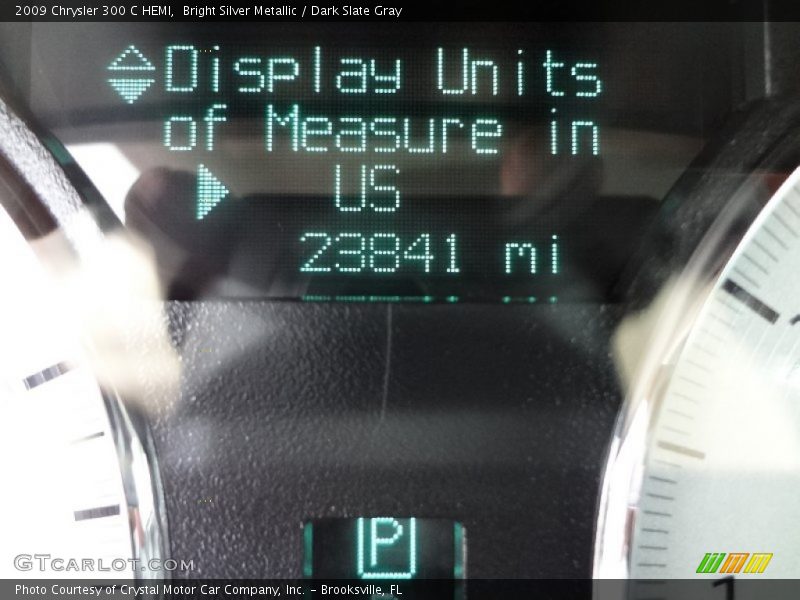 2009 Chrysler 300 C HEMI, Bright Silver Metallic / Dark Slate Gray
Display Units
of Measure in
US
23841 mi
P
1
GTCARLOT.COM
Photo Courtesy of Crystal Motor Car Company, Inc. – Brooksville, FL